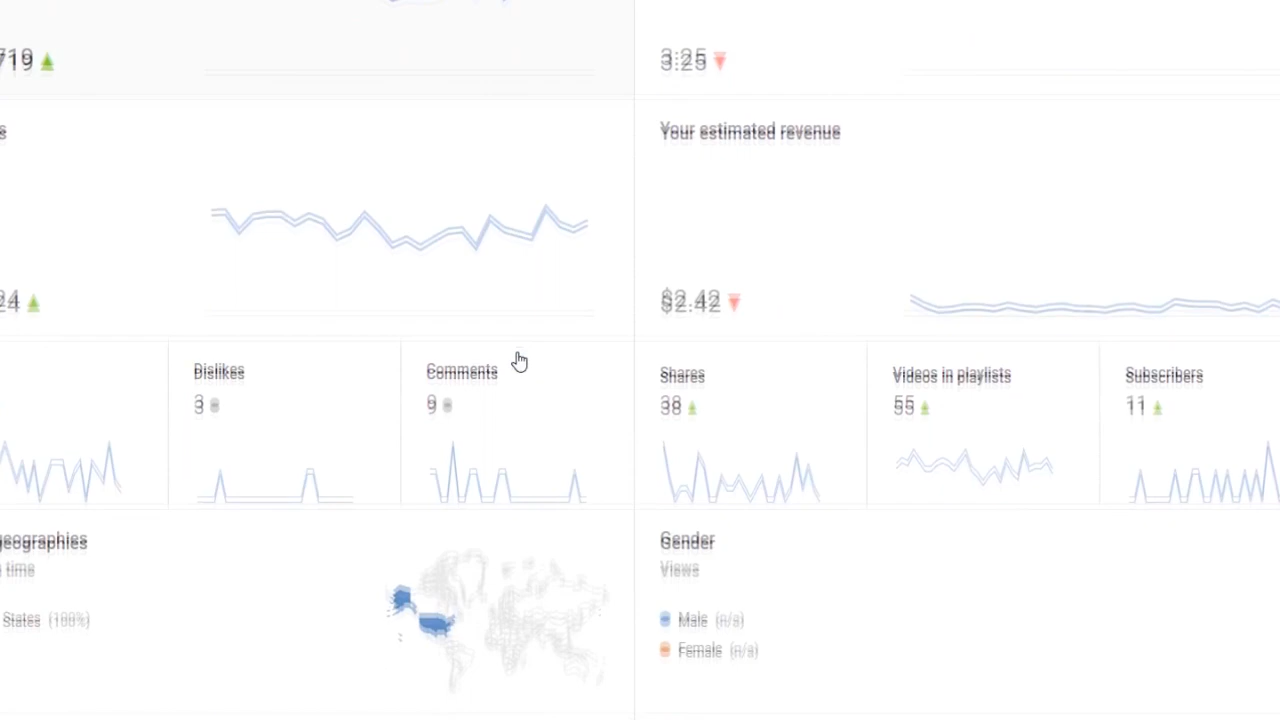 719
3:25
Your estimated revenue
24
$2.42
Dislikes
3
Comments
9
Shares
38
Videos in playlists
55
Subscribers
11
geographies
time
States (100%)
Gender
Views
Male (n/a)
Female (n/a)